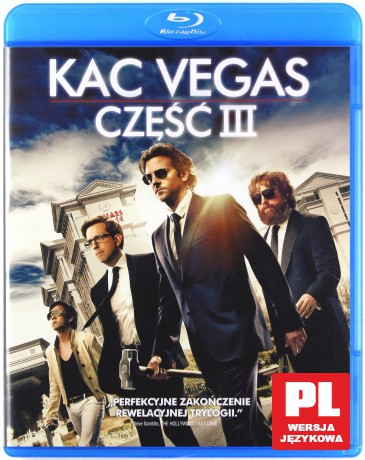 Blu-ray Disc
KAC VEGAS
CZĘŚĆ III
„PERFEKCYJNE ZAKOŃCZENIE
REWELACYJNEJ TRYLOGII.”
PL
WERSJA
JĘZYKOWA